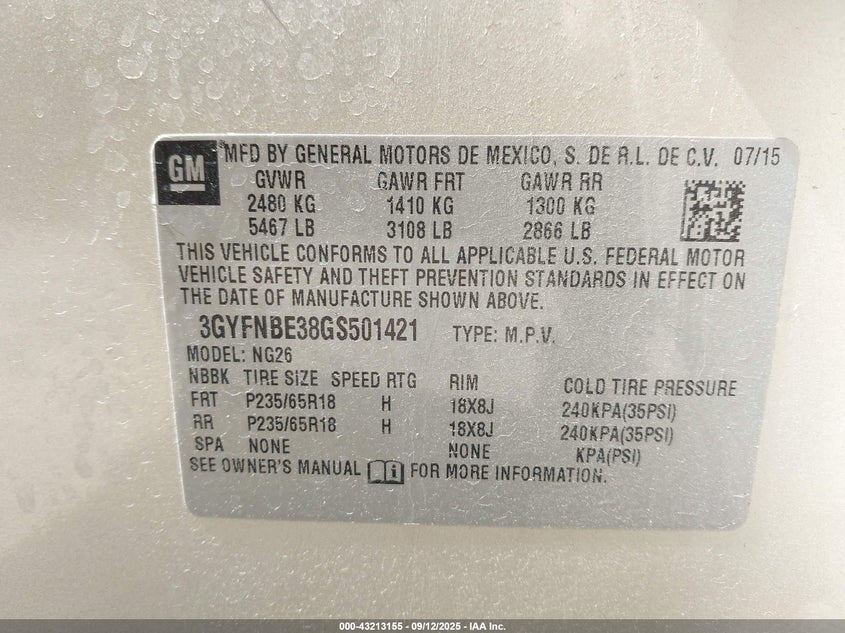 GM MFD BY GENERAL MOTORS DE MEXICO, S. DE R.L. DE C.V. 07/15
GVWR GAWR FRT GAWR RR
2480 KG 1410 KG 1300 KG
5467 LB 3108 LB 2866 LB
THIS VEHICLE CONFORMS TO ALL APPLICABLE U.S. FEDERAL MOTOR
VEHICLE SAFETY AND THEFT PREVENTION STANDARDS IN EFFECT ON
THE DATE OF MANUFACTURE SHOWN ABOVE.
3GYFNBE38GS501421 TYPE: M.P.V.
MODEL: NG26
NBBK TIRE SIZE SPEED RTG RIM COLD TIRE PRESSURE
FRT P235/65R18 H 18X8J 240KPA(35PSI)
RR P235/65R18 H 18X8J 240KPA(35PSI)
SPA NONE NONE KPA(PSI)
SEE OWNER'S MANUAL FOR MORE INFORMATION.
000-43213155 - 09/12/2025 - IAA Inc.